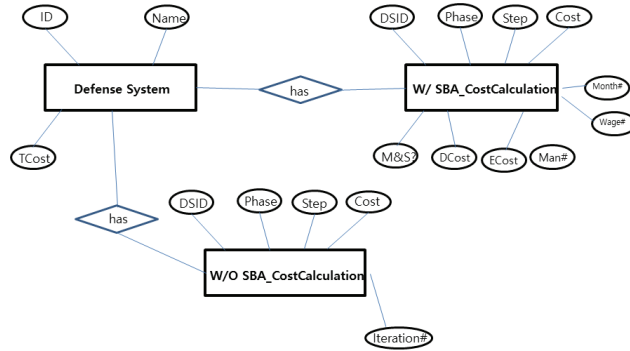 ID
Name
DSID
Phase
Step
Cost
Defense System
has
W/ SBA_CostCalculation
Month#
Wage#
TCost
M&S?
DCost
ECost
Man#
DSID
Phase
Step
Cost
has
W/O SBA_CostCalculation
Iteration#